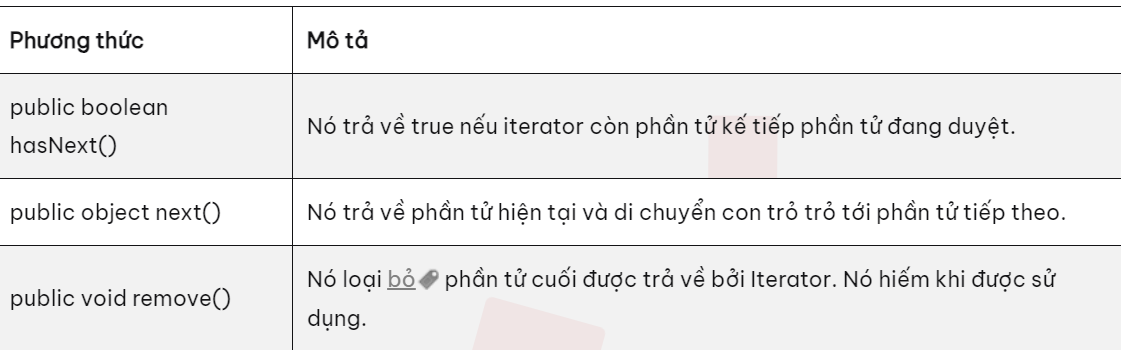 Phương thức
Mô tả
public boolean
hasNext()
Nó trả về true nếu iterator còn phần tử kế tiếp phần tử đang duyệt.
public object next()
Nó trả về phần tử hiện tại và di chuyển con trỏ trỏ tới phần tử tiếp theo.
public void remove()
Nó loại bỏ phần tử cuối được trả về bởi Iterator. Nó hiếm khi được sử
dụng.